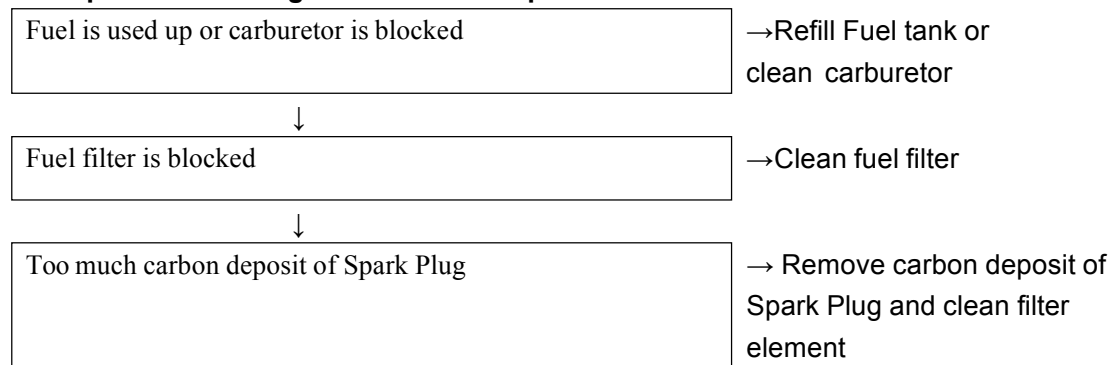 Fuel is used up or carburetor is blocked
→Refill Fuel tank or
clean carburetor
↓
Fuel filter is blocked
→Clean fuel filter
↓
Too much carbon deposit of Spark Plug
→ Remove carbon deposit of
Spark Plug and clean filter
element